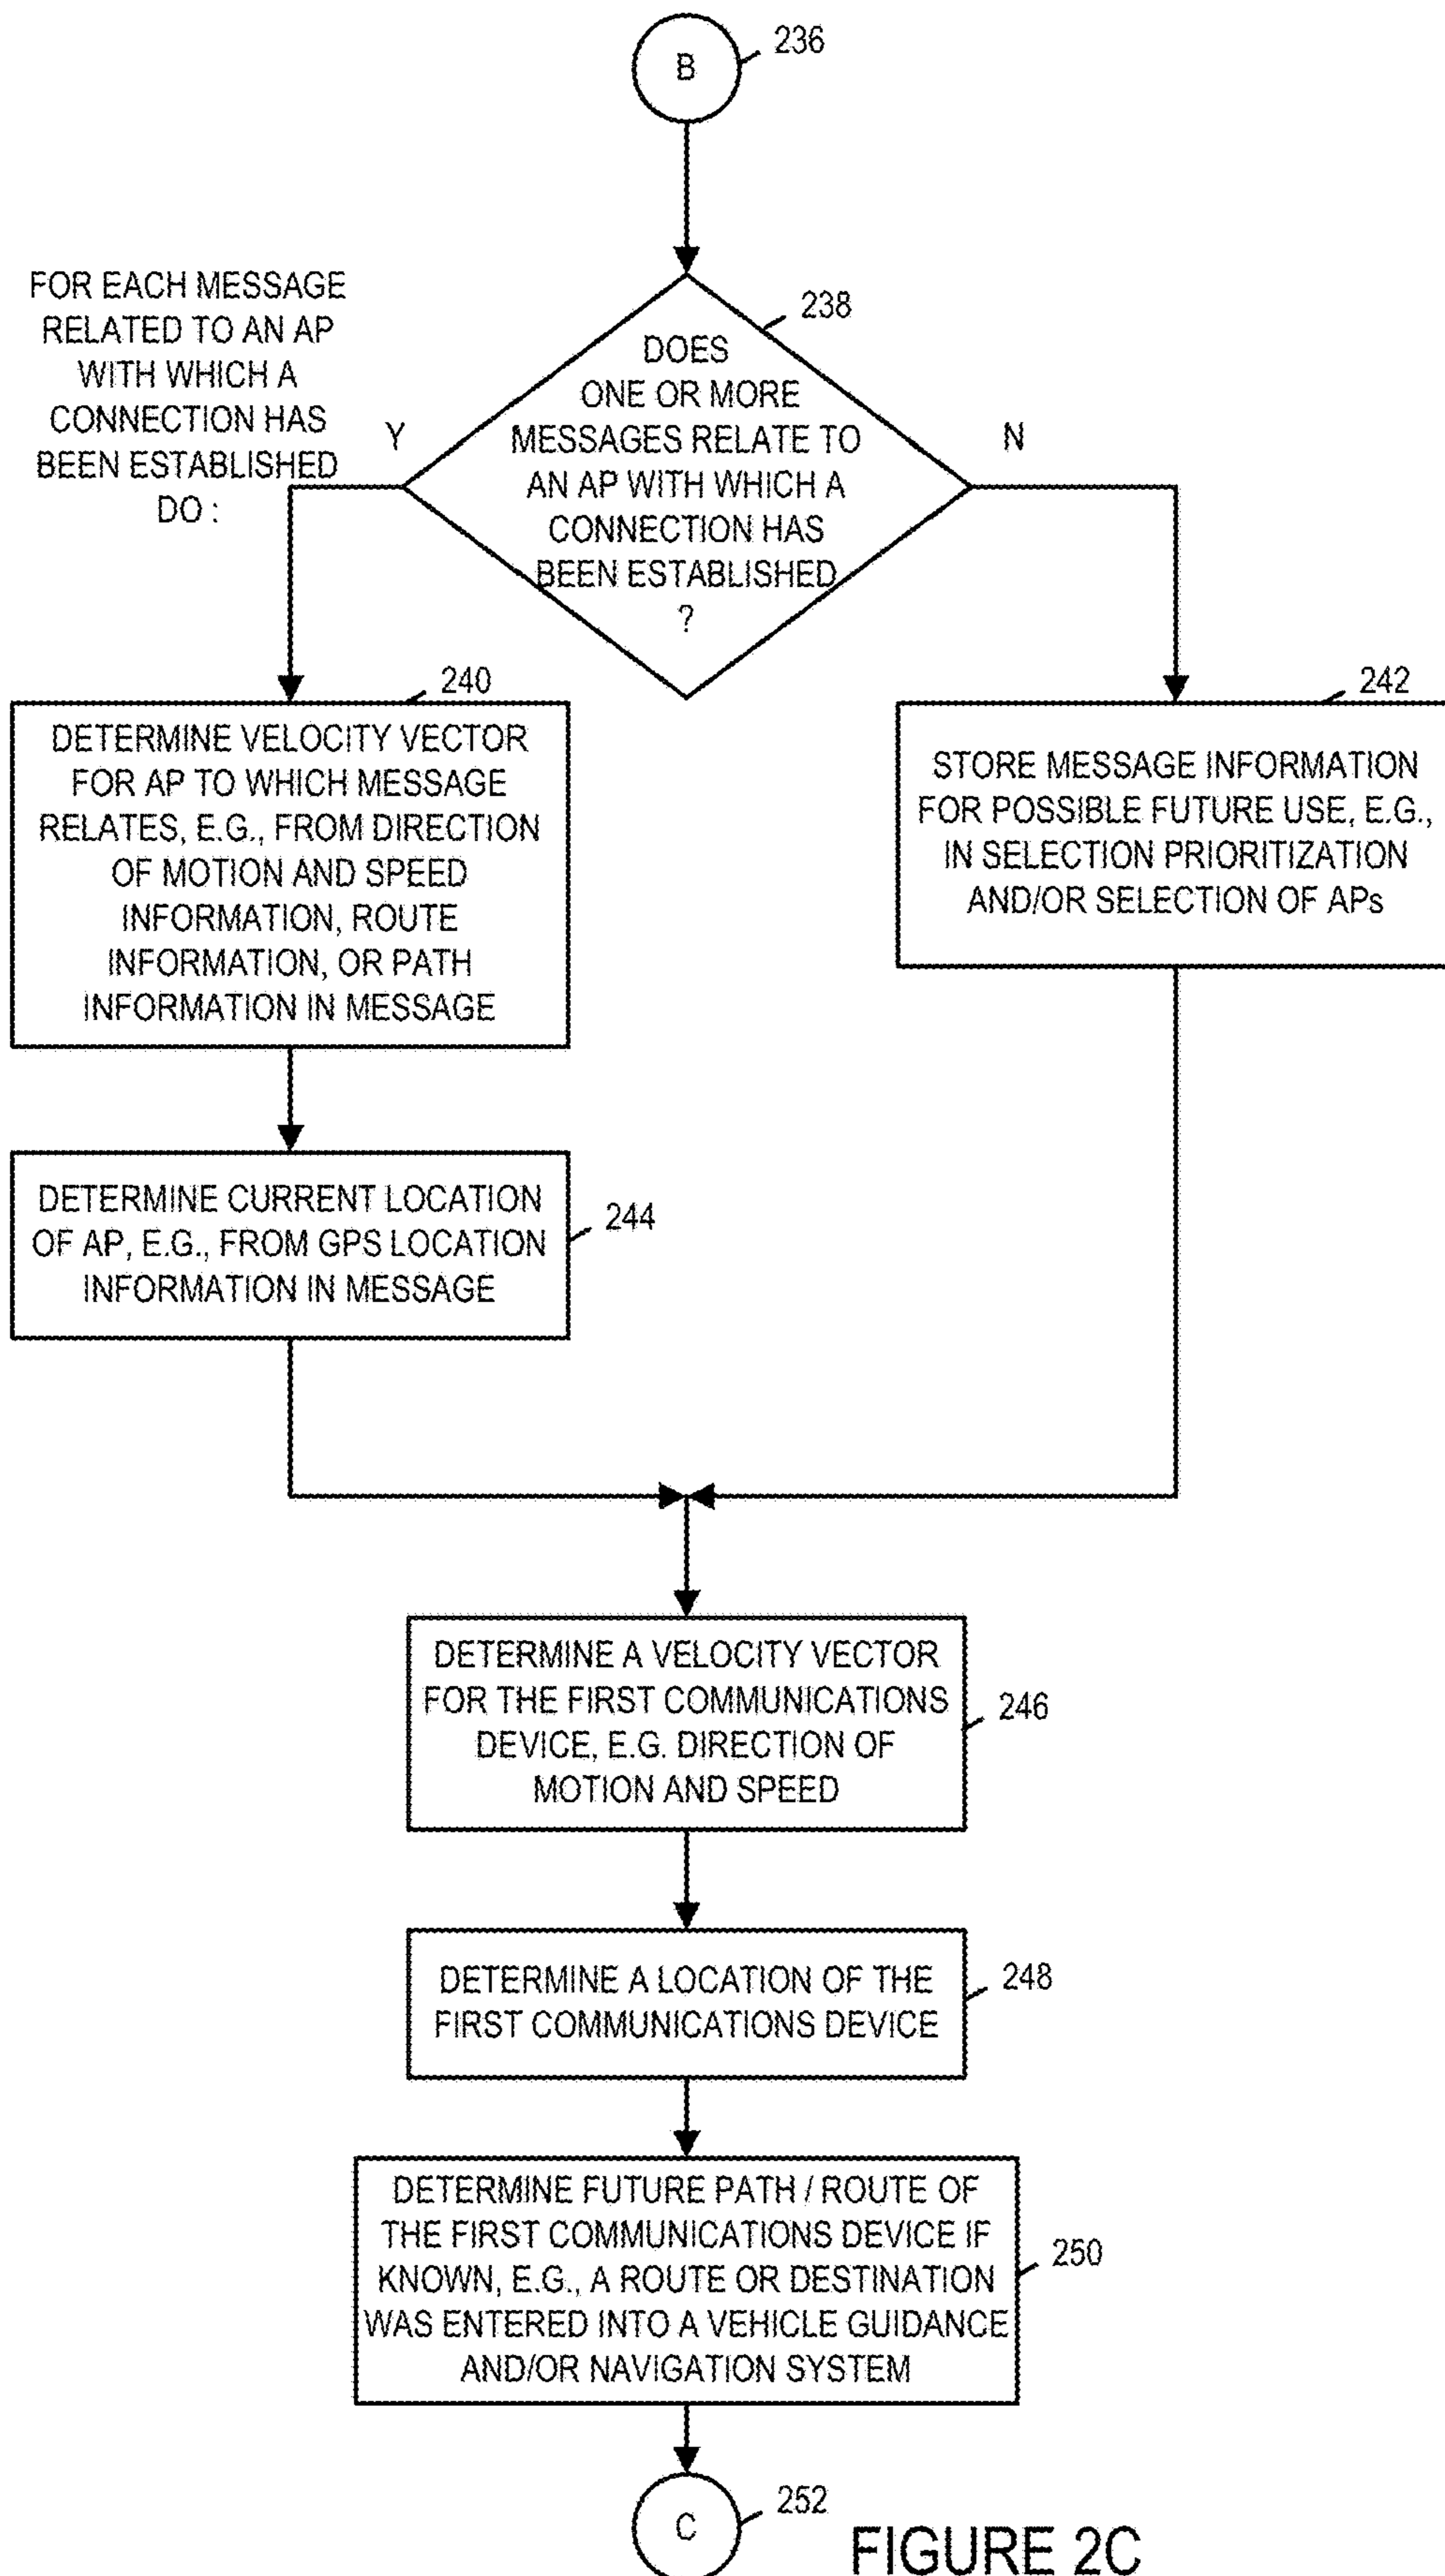 B
236
FOR EACH MESSAGE
RELATED TO AN AP
WITH WHICH A
CONNECTION HAS
BEEN ESTABLISHED
DO :
Y
238
DOES
ONE OR MORE
MESSAGES RELATE TO
AN AP WITH WHICH A
CONNECTION HAS
BEEN ESTABLISHED
?
N
240
DETERMINE VELOCITY VECTOR
FOR AP TO WHICH MESSAGE
RELATES, E.G., FROM DIRECTION
OF MOTION AND SPEED
INFORMATION, ROUTE
INFORMATION, OR PATH
INFORMATION IN MESSAGE
242
STORE MESSAGE INFORMATION
FOR POSSIBLE FUTURE USE, E.G.,
IN SELECTION PRIORITIZATION
AND/OR SELECTION OF APs
DETERMINE CURRENT LOCATION
OF AP, E.G., FROM GPS LOCATION
INFORMATION IN MESSAGE
244
DETERMINE A VELOCITY VECTOR
FOR THE FIRST COMMUNICATIONS
DEVICE, E.G. DIRECTION OF
MOTION AND SPEED
246
DETERMINE A LOCATION OF THE
FIRST COMMUNICATIONS DEVICE
248
DETERMINE FUTURE PATH / ROUTE OF
THE FIRST COMMUNICATIONS DEVICE IF
KNOWN, E.G., A ROUTE OR DESTINATION
WAS ENTERED INTO A VEHICLE GUIDANCE
AND/OR NAVIGATION SYSTEM
250
C
252
FIGURE 2C